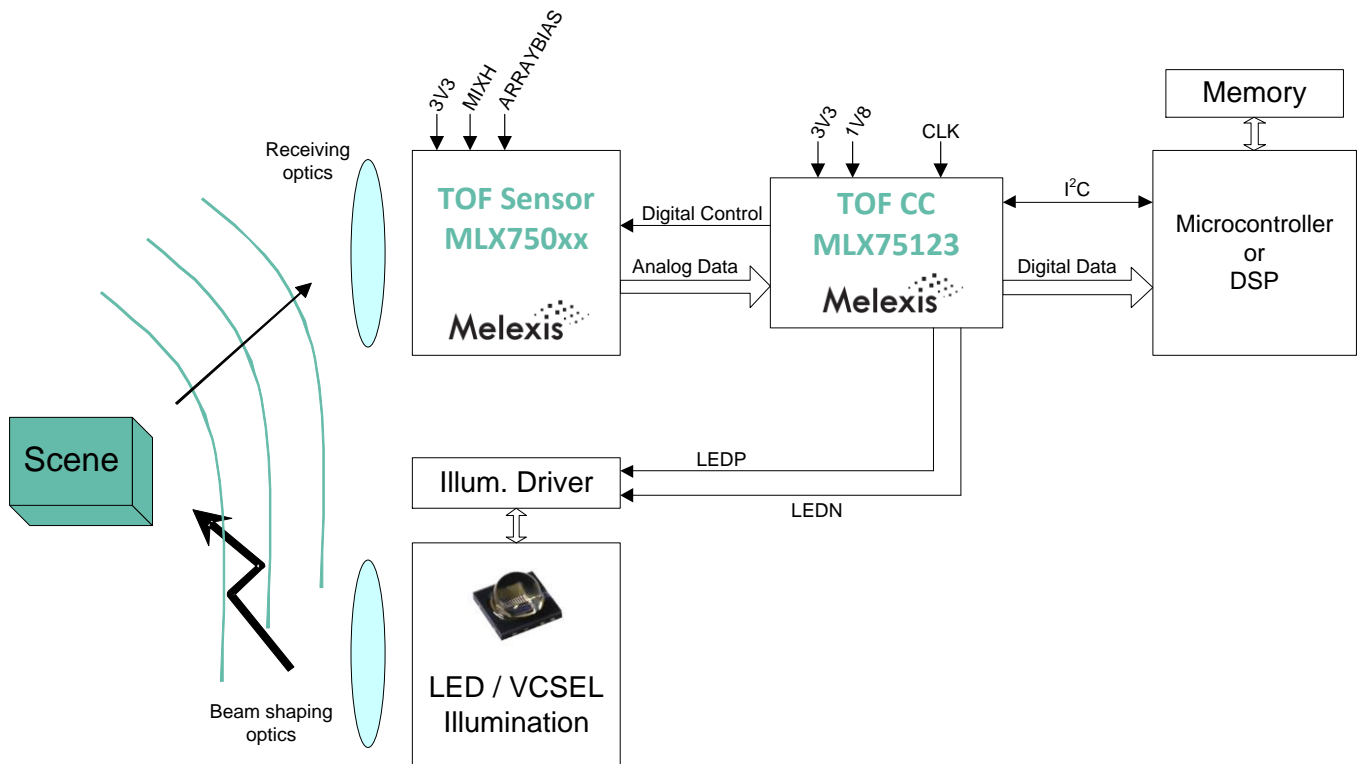 3V3
MIXH
ARRAYBIAS
Receiving
optics
TOF Sensor
MLX750xx
Melexis
Digital Control
Analog Data
3V3
1V8
CLK
TOF CC
MLX75123
Melexis
I²C
Digital Data
Memory
Microcontroller
or
DSP
Scene
Illum. Driver
LEDP
LEDN
LED / VCSEL
Illumination
Beam shaping
optics